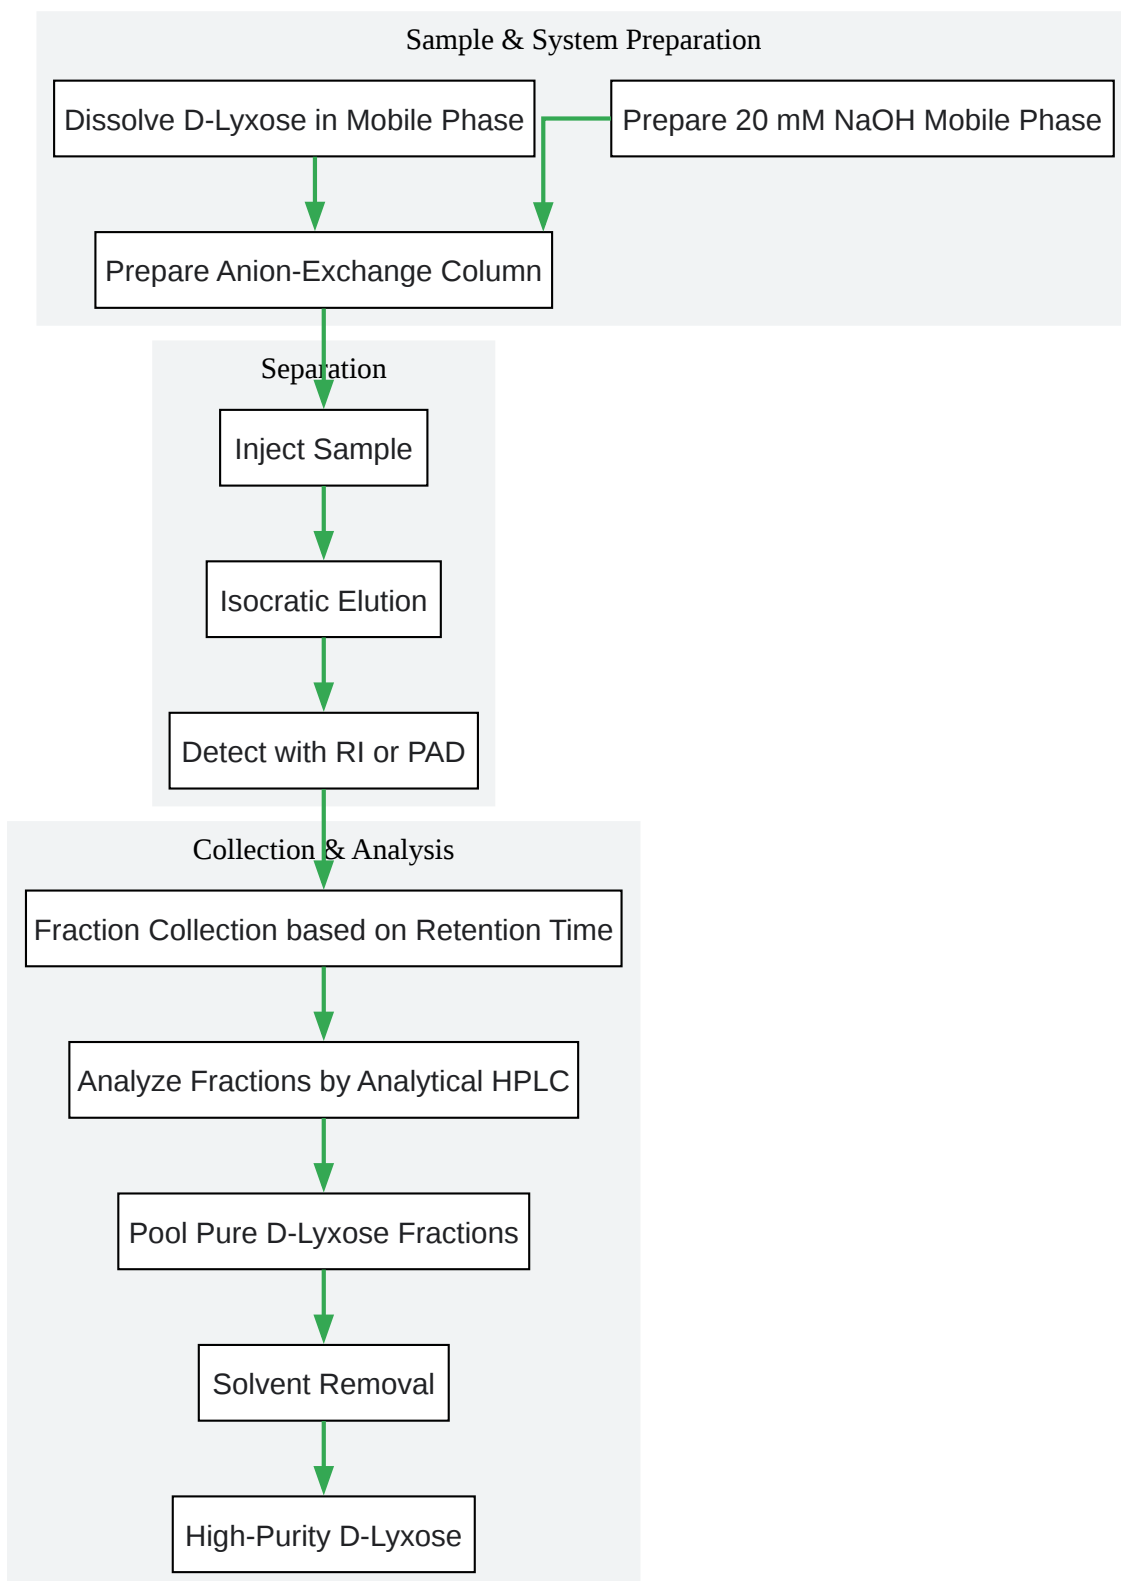 Sample & System Preparation
Dissolve D-Lyxose in Mobile Phase
Prepare 20 mM NaOH Mobile Phase
Prepare Anion-Exchange Column
Separation
Inject Sample
Isocratic Elution
Detect with RI or PAD
Collection & Analysis
Fraction Collection based on Retention Time
Analyze Fractions by Analytical HPLC
Pool Pure D-Lyxose Fractions
Solvent Removal
High-Purity D-Lyxose